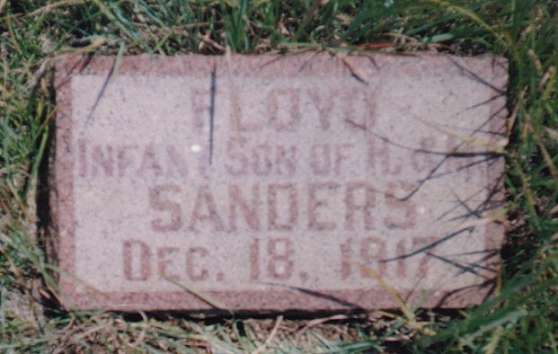 FLOYD
INFANT SON OF H. &
SANDERS
DEC. 18, 1917